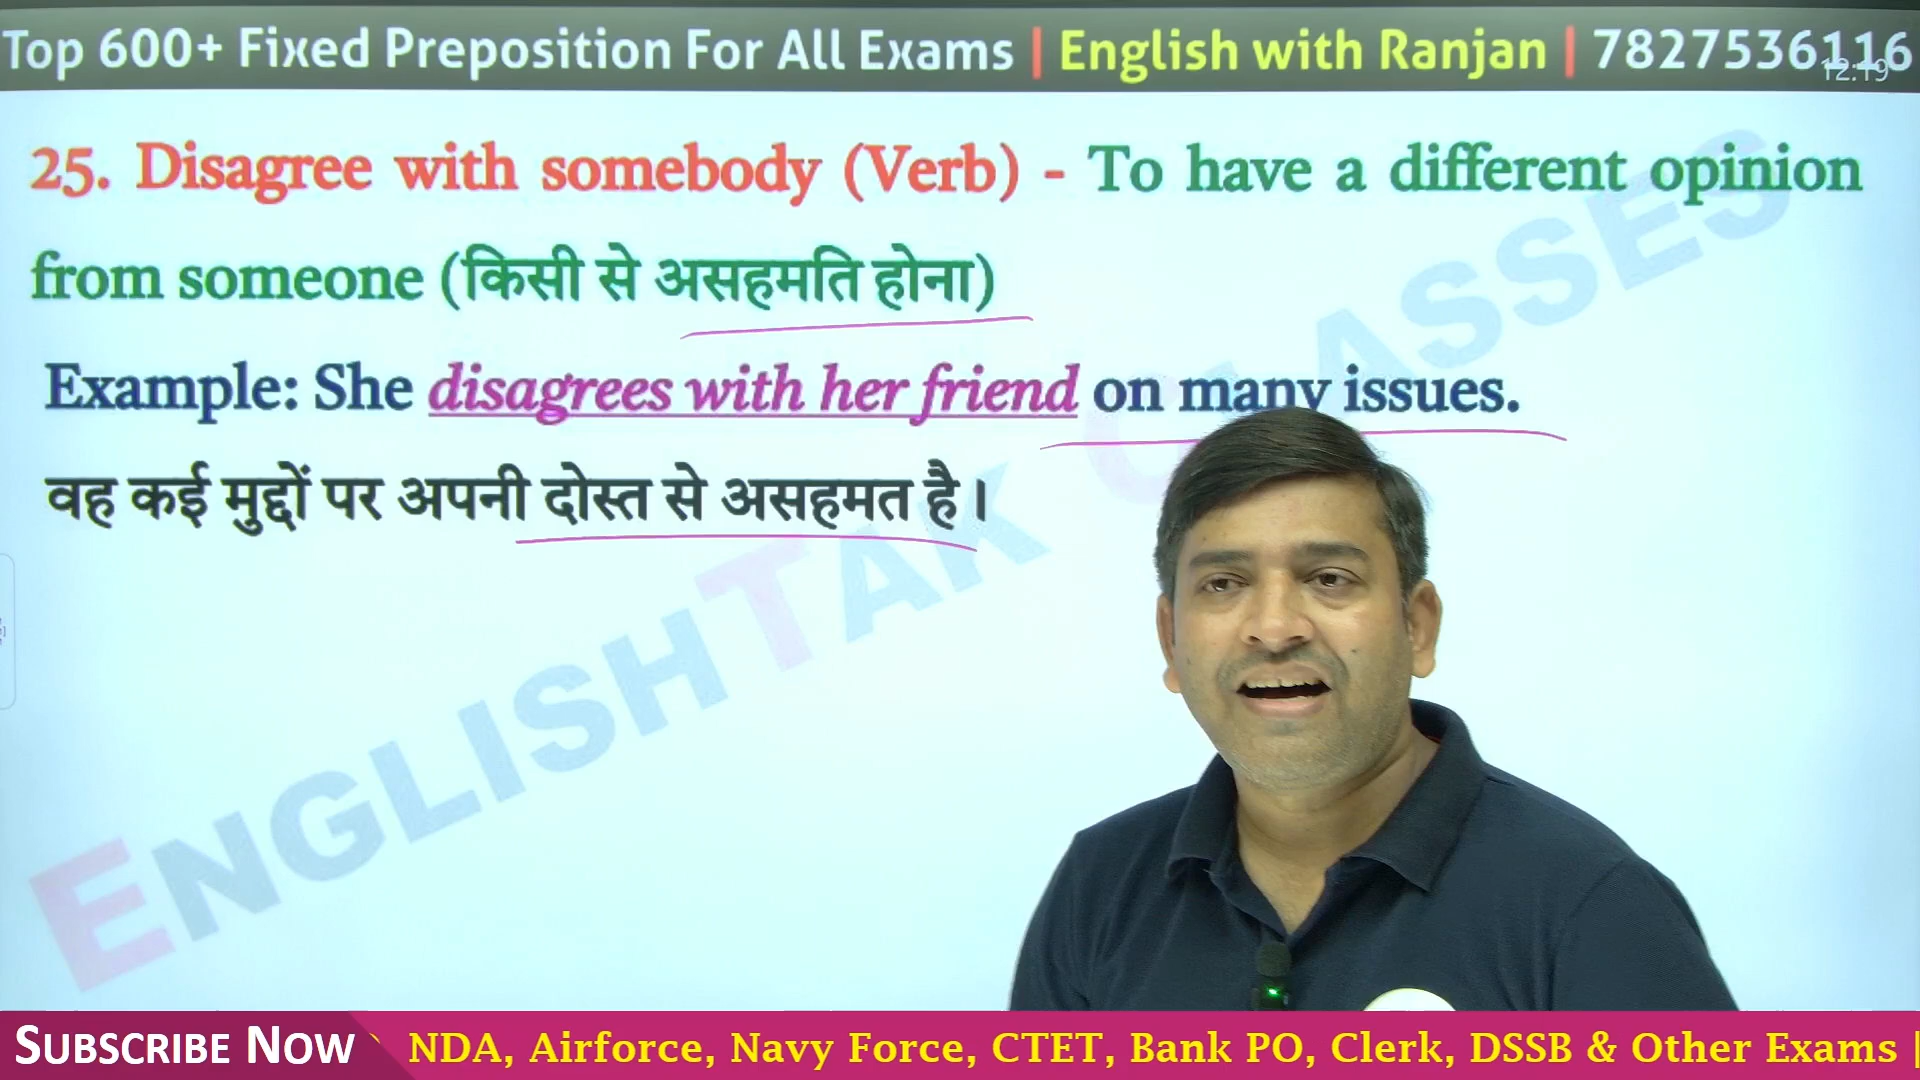 Top 600+ Fixed Preposition For All Exams | English with Ranjan | 7827536116
12:19
25. Disagree with somebody (Verb) - To have a different opinion
from someone (किसी से असहमति होना)
Example: She disagrees with her friend on many issues.
वह कई मुद्दों पर अपनी दोस्त से असहमत है।
ENGLISHTAK CLASSES
SUBSCRIBE NOW
NDA, Airforce, Navy Force, CTET, Bank PO, Clerk, DSSB & Other Exams |